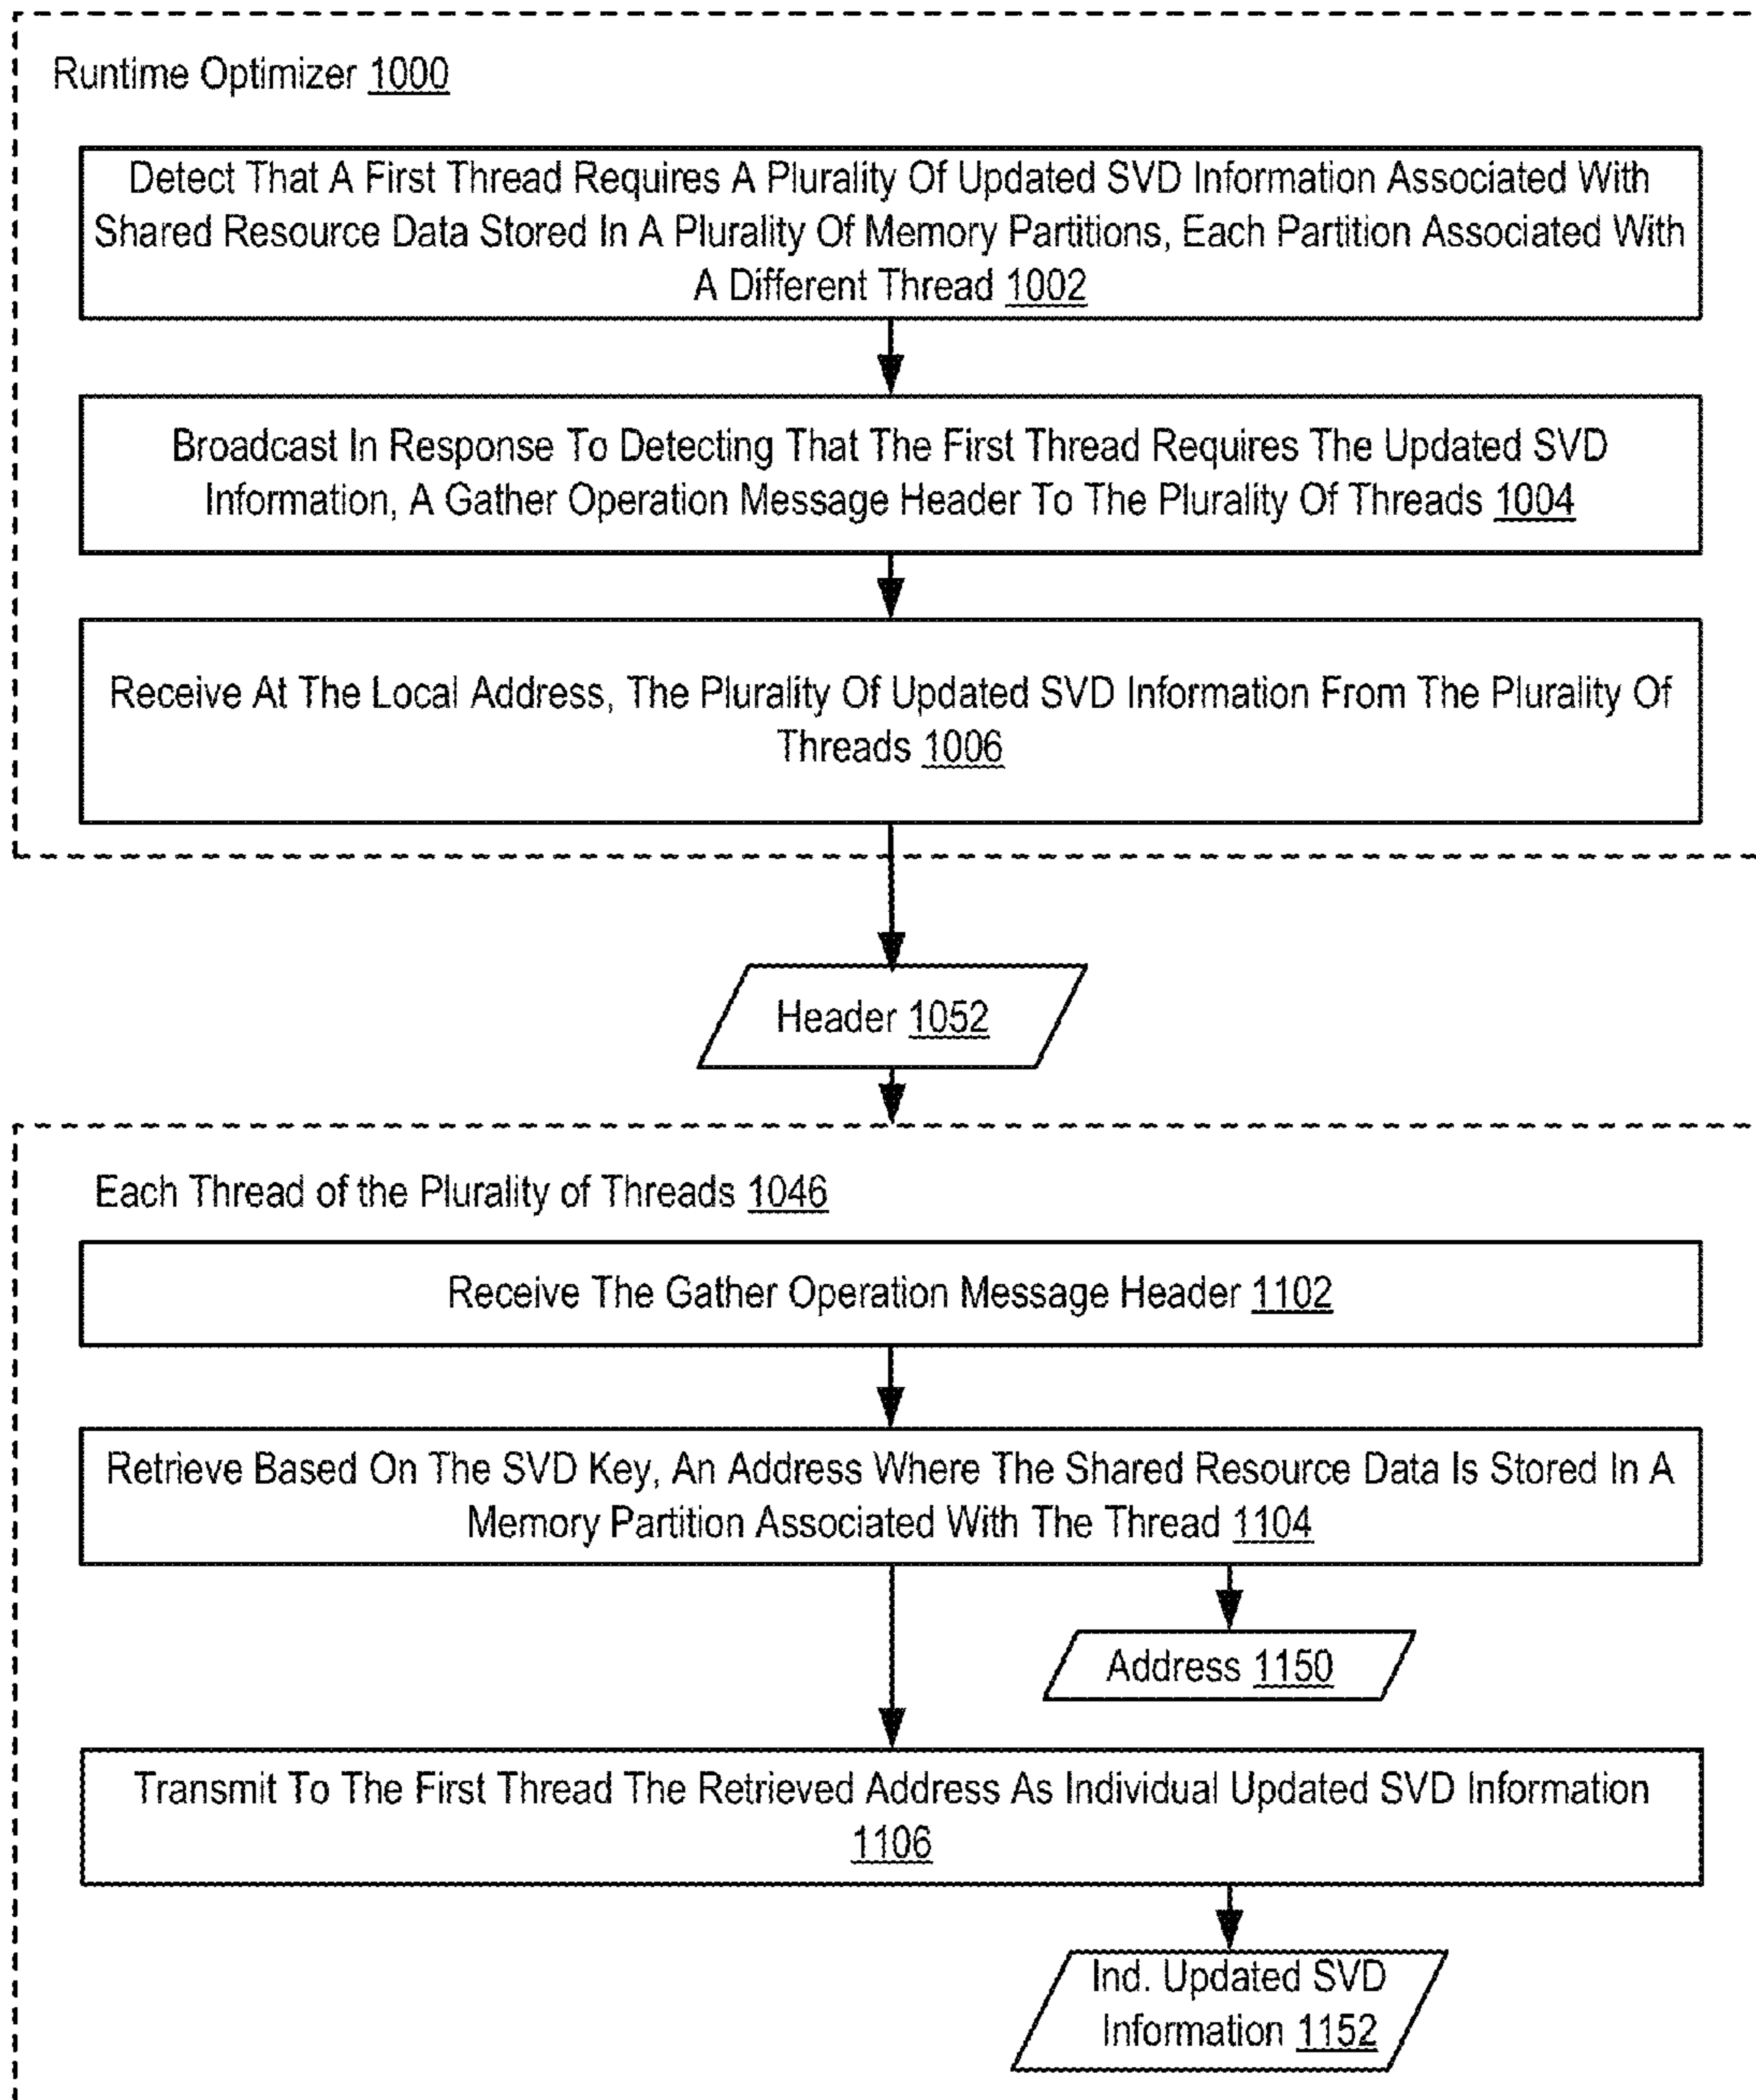 Runtime Optimizer 1000
Detect That A First Thread Requires A Plurality Of Updated SVD Information Associated With
Shared Resource Data Stored In A Plurality Of Memory Partitions, Each Partition Associated With
A Different Thread 1002
Broadcast In Response To Detecting That The First Thread Requires The Updated SVD
Information, A Gather Operation Message Header To The Plurality Of Threads 1004
Receive At The Local Address, The Plurality Of Updated SVD Information From The Plurality Of
Threads 1006
Header 1052
Each Thread of the Plurality of Threads 1046
Receive The Gather Operation Message Header 1102
Retrieve Based On The SVD Key, An Address Where The Shared Resource Data Is Stored In A
Memory Partition Associated With The Thread 1104
Address 1150
Transmit To The First Thread The Retrieved Address As Individual Updated SVD Information
1106
Ind. Updated SVD
Information 1152